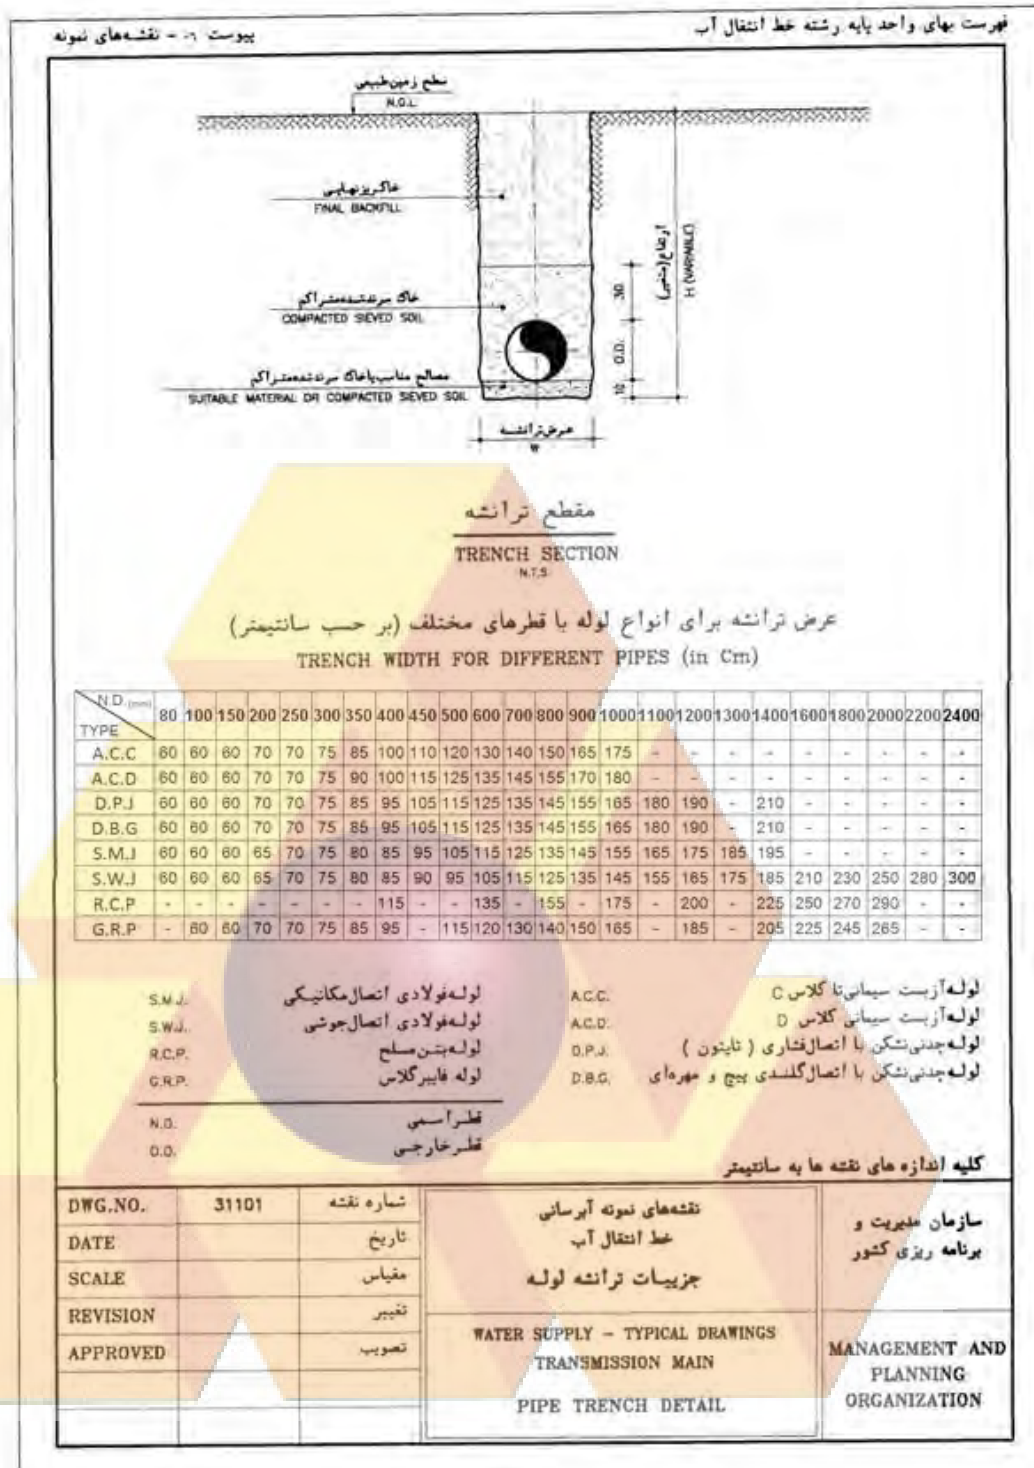 فهرست بهای واحد پایه رشته خط انتقال آب
پیوست ۶- نقشه‌های نمونه
سطح زمین طبیعی
N.G.L.
خاکریز نهایی
FINAL BACKFILL
خاک سرند شده متراکم
COMPACTED SIEVED SOIL
مصالح مناسب یا خاک سرند شده متراکم
SUITABLE MATERIAL OR COMPACTED SIEVED SOIL
30
O.D.
10
ارتفاع (متغیر)
H (VARIABLE)
عرض ترانشه
W
مقطع ترانشه
TRENCH SECTION
N.T.S
عرض ترانشه برای انواع لوله با قطرهای مختلف (بر حسب سانتیمتر)
TRENCH WIDTH FOR DIFFERENT PIPES (in Cm)
N.D.(mm) TYPE 80 100 150 200 250 300 350 400 450 500 600 700 800 900 1000 1100 1200 1300 1400 1600 1800 2000 2200 2400
A.C.C 60 60 60 70 70 75 85 100 110 120 130 140 150 165 175 - - - - - - - - -
A.C.D 60 60 60 70 70 75 90 100 115 125 135 145 155 170 180 - - - - - - - - -
D.P.J 60 60 60 70 70 75 85 95 105 115 125 135 145 155 165 180 190 - 210 - - - - -
D.B.G 60 60 60 70 70 75 85 95 105 115 125 135 145 155 165 180 190 - 210 - - - - -
S.M.J 60 60 60 65 70 75 80 85 95 105 115 125 135 145 155 165 175 185 195 - - - - -
S.W.J 60 60 60 65 70 75 80 85 90 95 105 115 125 135 145 155 165 175 185 210 230 250 280 300
R.C.P - - - - - - - 115 - - 135 - 155 - 175 - 200 - 225 250 270 290 - -
G.R.P - 60 60 70 70 75 85 95 - 115 120 130 140 150 165 - 185 - 205 225 245 265 - -
لوله آزبست سیمانی تا کلاس C A.C.C.
لوله آزبست سیمانی کلاس D A.C.D.
لوله چدنی نشکن با اتصال فشاری ( تایتون ) D.P.J.
لوله چدنی نشکن با اتصال گلندی پیچ و مهره‌ای D.B.G.
لوله فولادی اتصال مکانیکی S.M.J.
لوله فولادی اتصال جوشی S.W.J.
لوله بتن مسلح R.C.P.
لوله فایبرگلاس G.R.P.
قطر اسمی N.D.
قطر خارجی O.D.
کلیه اندازه های نقشه ها به سانتیمتر
سازمان مدیریت و
برنامه ریزی کشور
MANAGEMENT AND
PLANNING
ORGANIZATION
نقشه‌های نمونه آبرسانی
خط انتقال آب
جزییات ترانشه لوله
WATER SUPPLY - TYPICAL DRAWINGS
TRANSMISSION MAIN
PIPE TRENCH DETAIL
DWG.NO. 31101 شماره نقشه
DATE تاریخ
SCALE مقیاس
REVISION تغییر
APPROVED تصویب